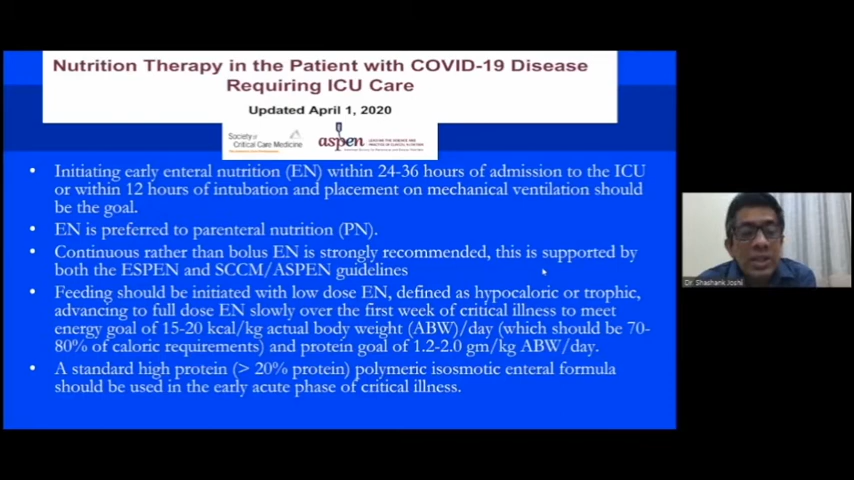 Nutrition Therapy in the Patient with COVID-19 Disease
Requiring ICU Care
Updated April 1, 2020
Society of
Critical Care Medicine
aspen
• Initiating early enteral nutrition (EN) within 24-36 hours of admission to the ICU
or within 12 hours of intubation and placement on mechanical ventilation should
be the goal.
• EN is preferred to parenteral nutrition (PN).
• Continuous rather than bolus EN is strongly recommended, this is supported by
both the ESPEN and SCCM/ASPEN guidelines
• Feeding should be initiated with low dose EN, defined as hypocaloric or trophic,
advancing to full dose EN slowly over the first week of critical illness to meet
energy goal of 15-20 kcal/kg actual body weight (ABW)/day (which should be 70-
80% of caloric requirements) and protein goal of 1.2-2.0 gm/kg ABW/day.
• A standard high protein (> 20% protein) polymeric isosmotic enteral formula
should be used in the early acute phase of critical illness.
Dr. Shashank Joshi